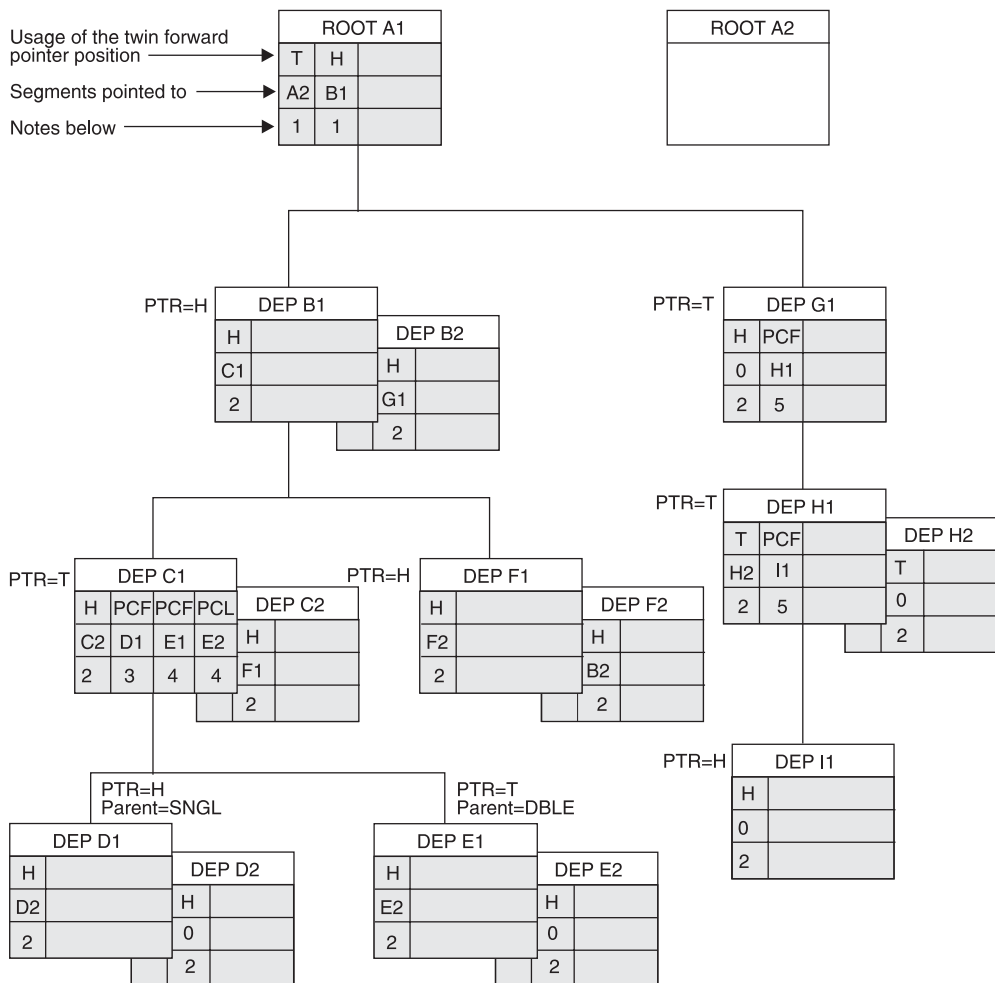 ROOT A1
ROOT A2
Usage of the twin forward
pointer position
T H
Segments pointed to
A2 B1
Notes below
1 1
PTR=H
DEP B1
H
C1
2
DEP B2
H
G1
2
PTR=T
DEP G1
H PCF
0 H1
2 5
PTR=T
DEP H1
T PCF
H2 I1
2 5
DEP H2
T
0
2
PTR=T
DEP C1
H PCF PCF PCL
C2 D1 E1 E2
2 3 4 4
DEP C2
H
F1
2
PTR=H
DEP F1
H
F2
2
DEP F2
H
B2
2
PTR=H
DEP I1
H
0
2
PTR=H
Parent=SNGL
DEP D1
H
D2
2
DEP D2
H
0
2
PTR=T
Parent=DBLE
DEP E1
H
E2
2
DEP E2
H
0
2